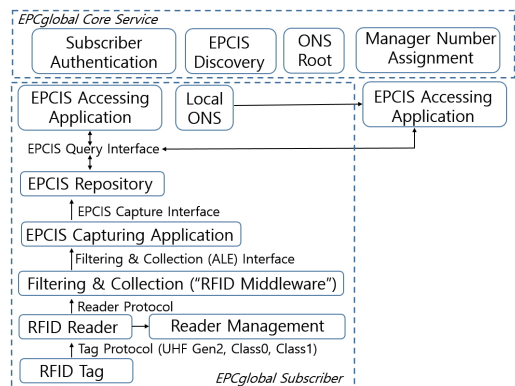 EPCglobal Core Service
Subscriber
Authentication
EPCIS
Discovery
ONS
Root
Manager Number
Assignment
EPCIS Accessing
Application
Local
ONS
EPCIS Accessing
Application
EPCIS Query Interface
EPCIS Repository
EPCIS Capture Interface
EPCIS Capturing Application
Filtering & Collection (ALE) Interface
Filtering & Collection (“RFID Middleware”)
Reader Protocol
RFID Reader
Reader Management
Tag Protocol (UHF Gen2, Class0, Class1)
RFID Tag
EPCglobal Subscriber